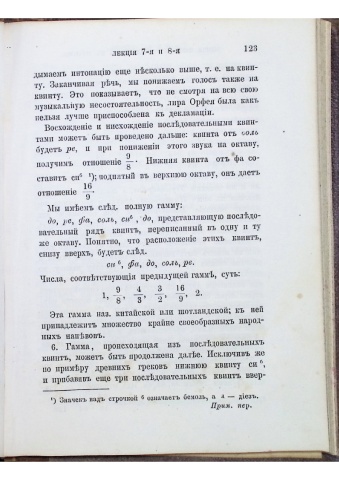 ЛЕКЦІЯ 7-я и 8-я 123
дымаемъ интонацію еще нѣсколько выше, т. е. на квин-
ту. Заканчивая рѣчь, мы понижаемъ голосъ также на
квинту. Это показываетъ, что не смотря на всю свою
музыкальную несостоятельность, лира Орфея была какъ
нельзя лучше приспособлена къ декламаціи.
Восхожденіе и нисхожденіе послѣдовательными квин-
тами можетъ быть проведено дальше: квинта отъ соль
будетъ ре, и при пониженіи этого звука на октаву,
получимъ отношеніе 9/8. Нижняя квинта отъ фа со-
ставитъ си♭ ¹); поднятый въ верхнюю октаву, онъ даетъ
отношеніе 16/9.
Мы имѣемъ слѣд. полную гамму:
до, ре, фа, соль, си♭, до, представляющую послѣдо-
вательный рядъ квинтъ, переписанный въ одну и ту
же октаву. Понятно, что расположеніе этихъ квинтъ,
снизу вверхъ, будетъ слѣд.
си♭, фа, до, соль, ре.
Числа, соотвѣтствующія предыдущей гаммѣ, суть:
1, 9/8, 4/3, 3/2, 16/9, 2.
Эта гамма наз. китайской или шотландской; къ ней
принадлежитъ множество крайне своеобразныхъ народ-
ныхъ напѣвовъ.
6. Гамма, происходящая изъ послѣдовательныхъ
квинтъ, можетъ быть продолжена далѣе. Исключивъ же
по примѣру древнихъ грековъ нижнюю квинту си♭,
и прибавивъ еще три послѣдовательныхъ квинт ввер-
¹) Значекъ надъ строчкой ♭ означаетъ бемоль, а — діезъ.
Прим. пер.